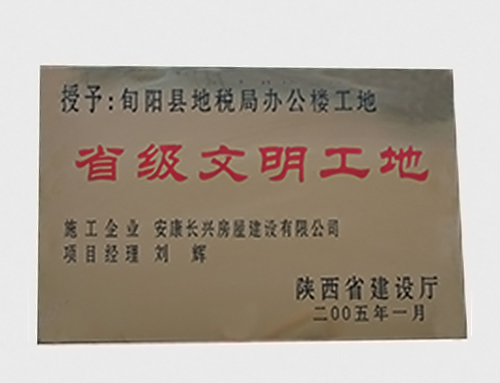 授予:旬阳县地税局办公楼工地
省级文明工地
施工企业 安康长兴房屋建设有限公司
项目经理 刘 辉
陕西省建设厅
二00五年一月